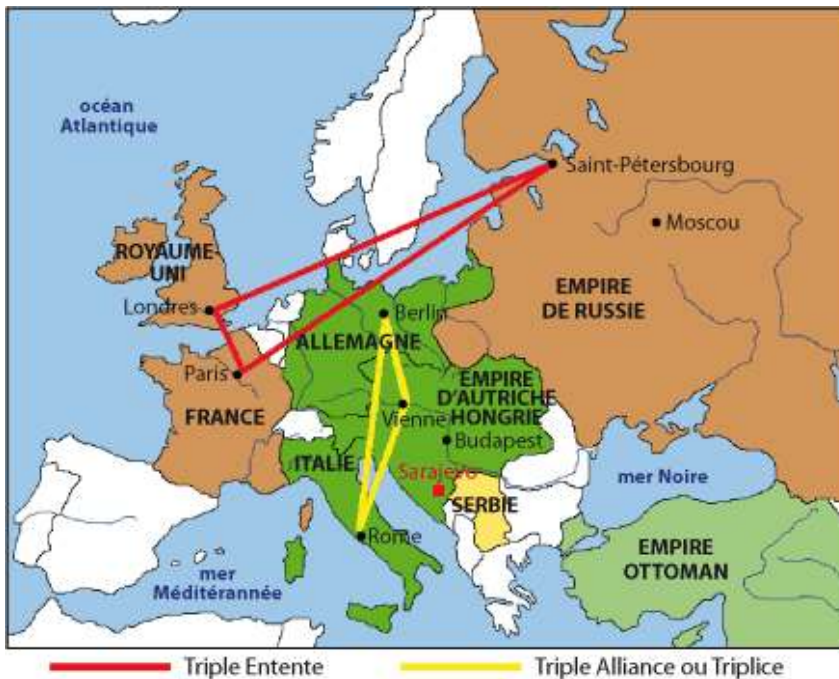 océan
Atlantique
Saint-Pétersbourg
Moscou
ROYAUME-
UNI
EMPIRE
DE RUSSIE
Londres
Berlin
ALLEMAGNE
Paris
EMPIRE
D'AUTRICHE
HONGRIE
FRANCE
Vienne
Budapest
ITALIE
Sarajevo
mer Noire
SERBIE
Rome
EMPIRE
OTTOMAN
mer
Méditérannée
Triple Entente
Triple Alliance ou Triplice